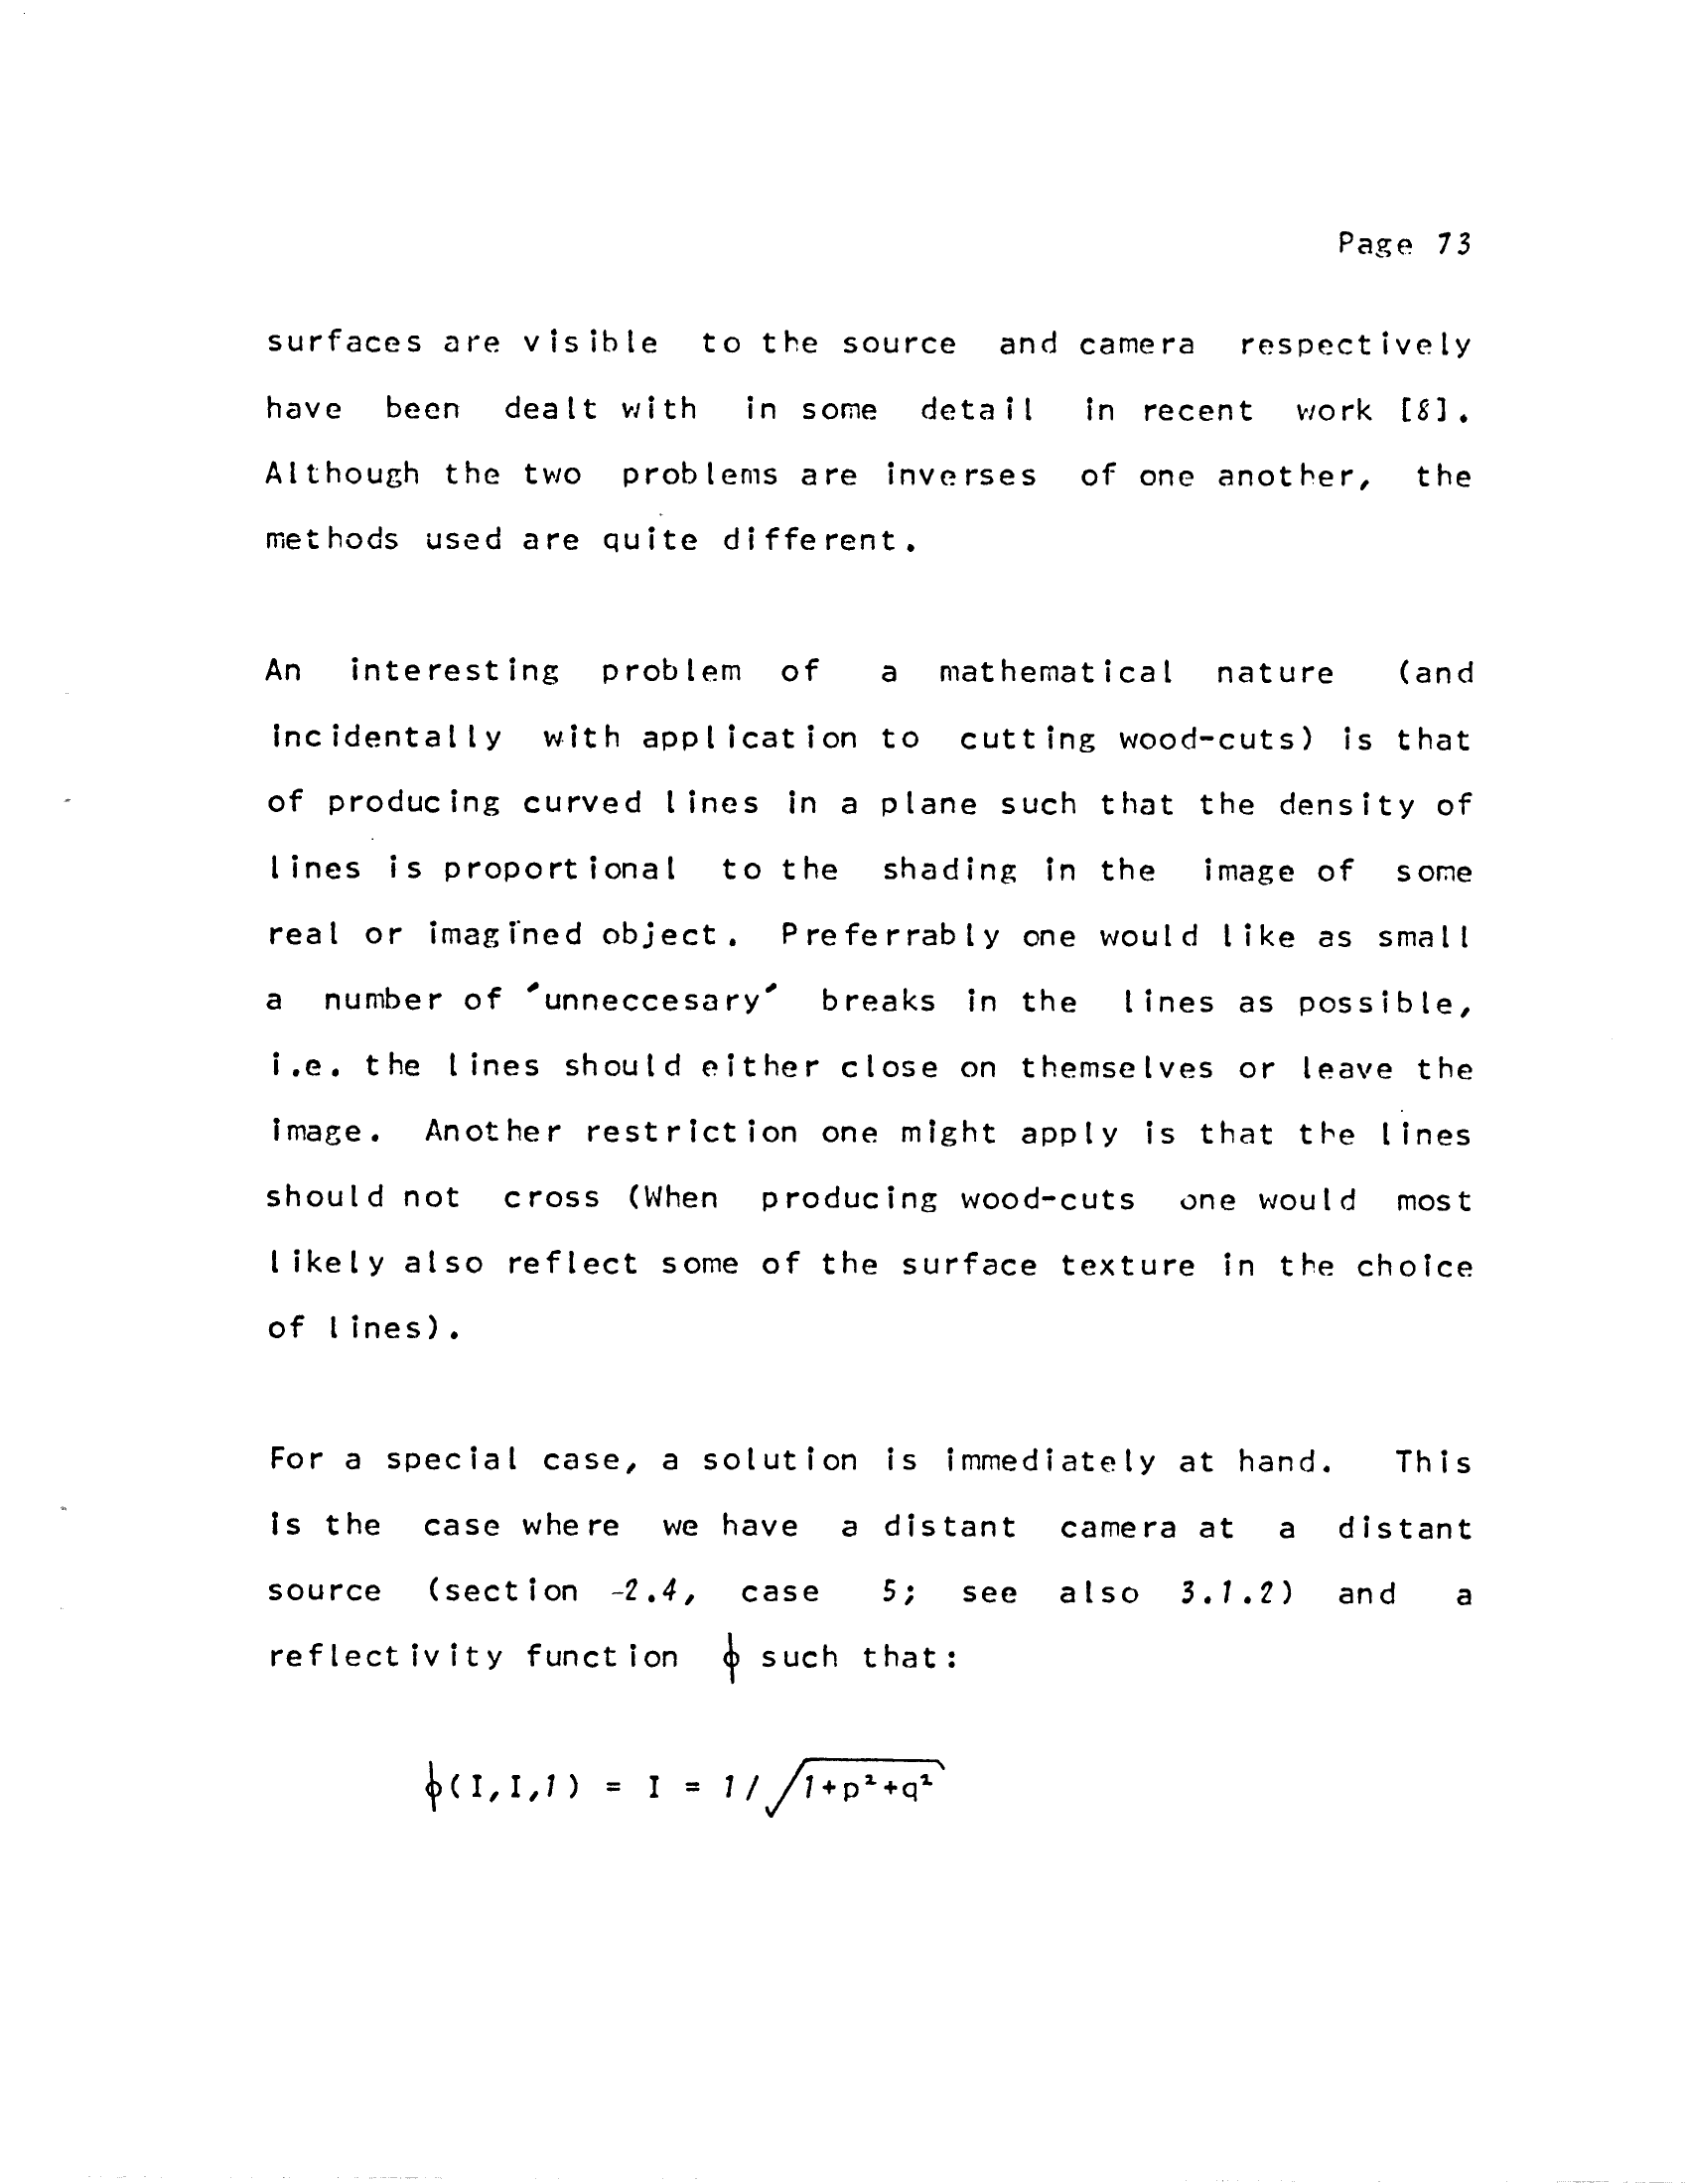 Page 73
surfaces are visible to the source and camera respectively
have been dealt with in some detail in recent work [8].
Although the two problems are inverses of one another, the
methods used are quite different.
An interesting problem of a mathematical nature (and
incidentally with application to cutting wood-cuts) is that
of producing curved lines in a plane such that the density of
lines is proportional to the shading in the image of some
real or imagined object. Preferrably one would like as small
a number of 'unneccesary' breaks in the lines as possible,
i.e. the lines should either close on themselves or leave the
image. Another restriction one might apply is that the lines
should not cross (When producing wood-cuts one would most
likely also reflect some of the surface texture in the choice
of lines).
For a special case, a solution is immediately at hand. This
is the case where we have a distant camera at a distant
source (section -2.4, case 5; see also 3.1.2) and a
reflectivity function ϕ such that:
ϕ(I,I,1) = I = 1/√1+p²+q²